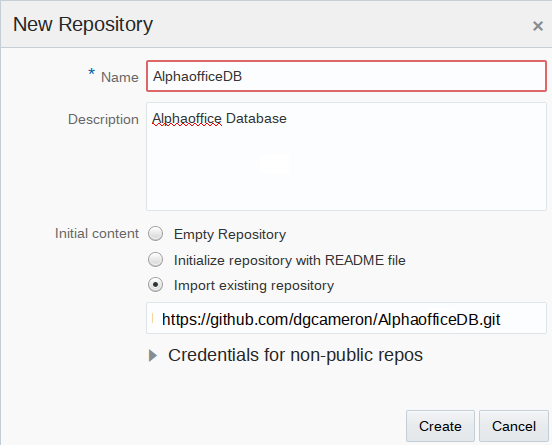 New Repository ×
* Name AlphaofficeDB
Description Alphaoffice Database
Initial content Empty Repository
Initialize repository with README file
Import existing repository
https://github.com/dgcameron/AlphaofficeDB.git
Credentials for non-public repos
Create Cancel